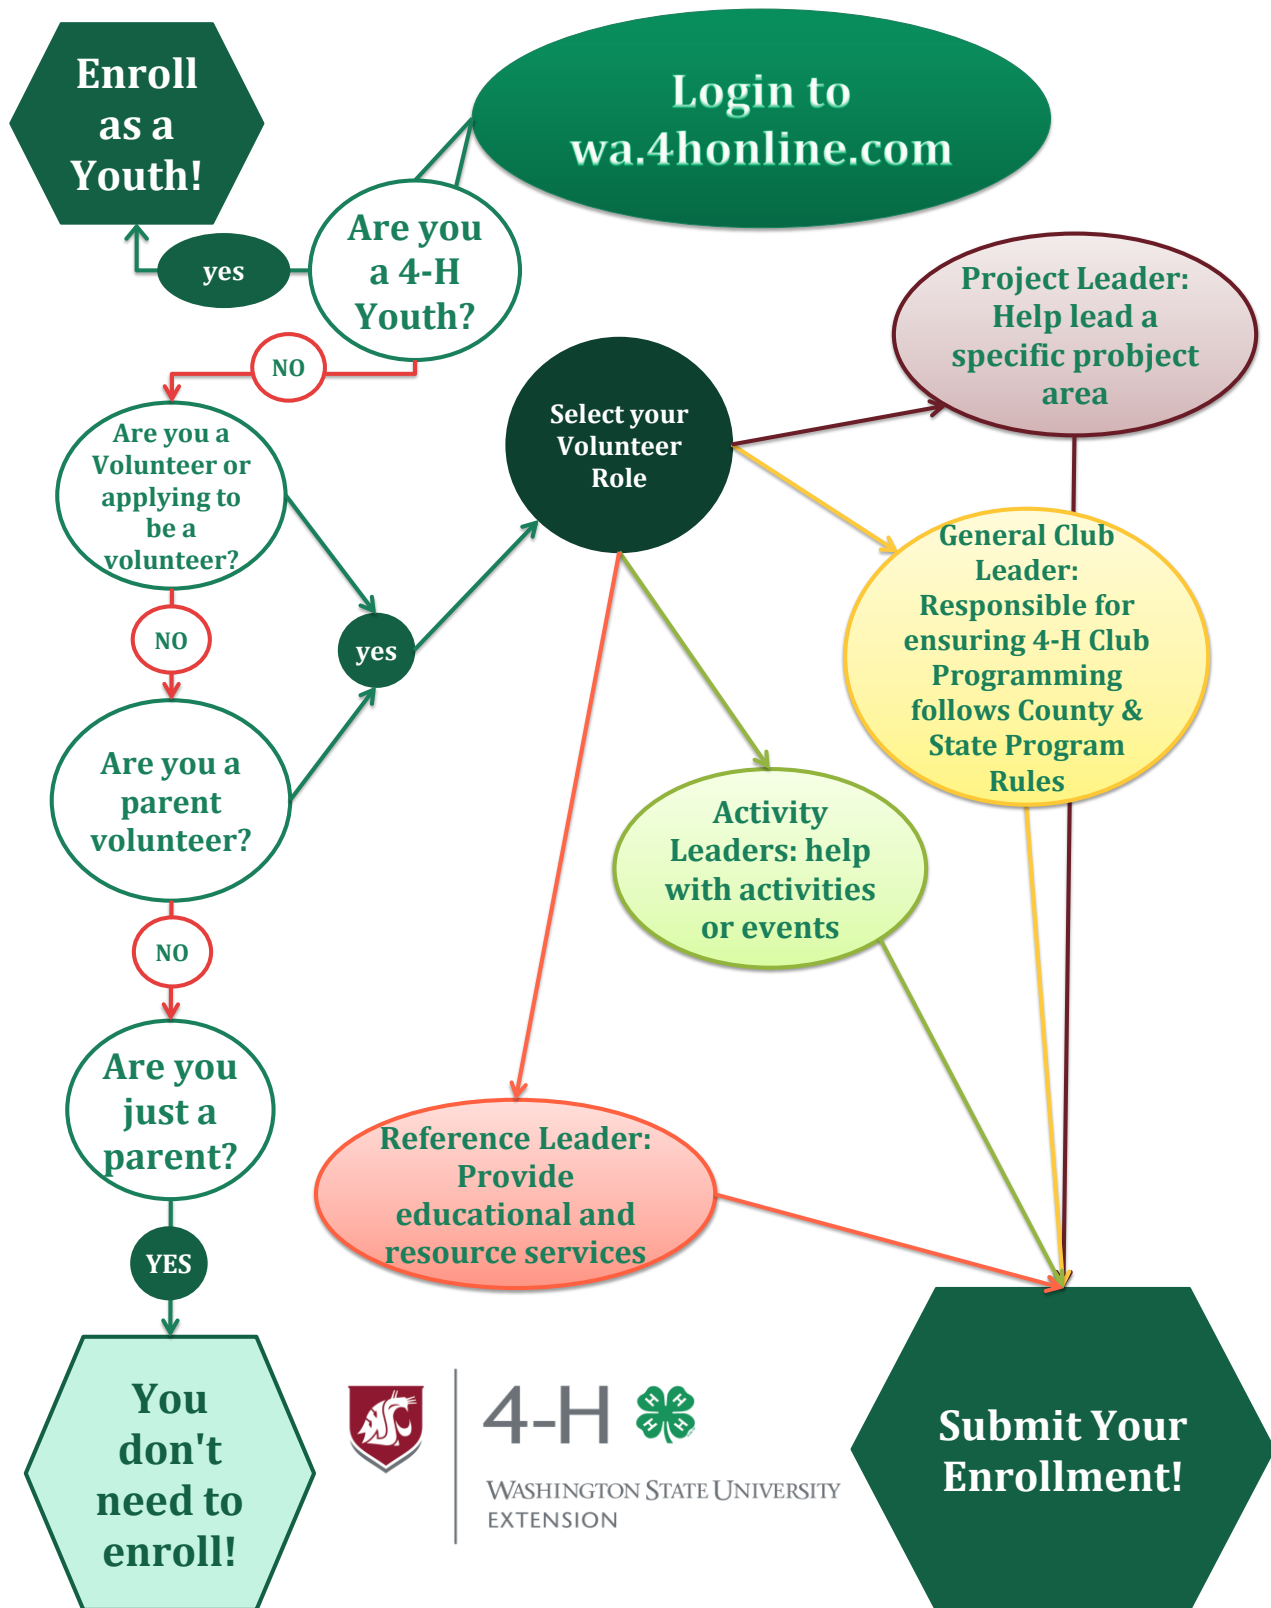 Enroll
as a
Youth!
Login to
wa.4honline.com
Are you
a 4-H
Youth?
yes
NO
Are you a
Volunteer or
applying to
be a
volunteer?
NO
yes
Are you a
parent
volunteer?
NO
Are you
just a
parent?
YES
You
don't
need to
enroll!
Select your
Volunteer
Role
Project Leader:
Help lead a
specific probject
area
General Club
Leader:
Responsible for
ensuring 4-H Club
Programming
follows County &
State Program
Rules
Activity
Leaders: help
with activities
or events
Reference Leader:
Provide
educational and
resource services
Submit Your
Enrollment!
4-H
H H H H
WASHINGTON STATE UNIVERSITY
EXTENSION